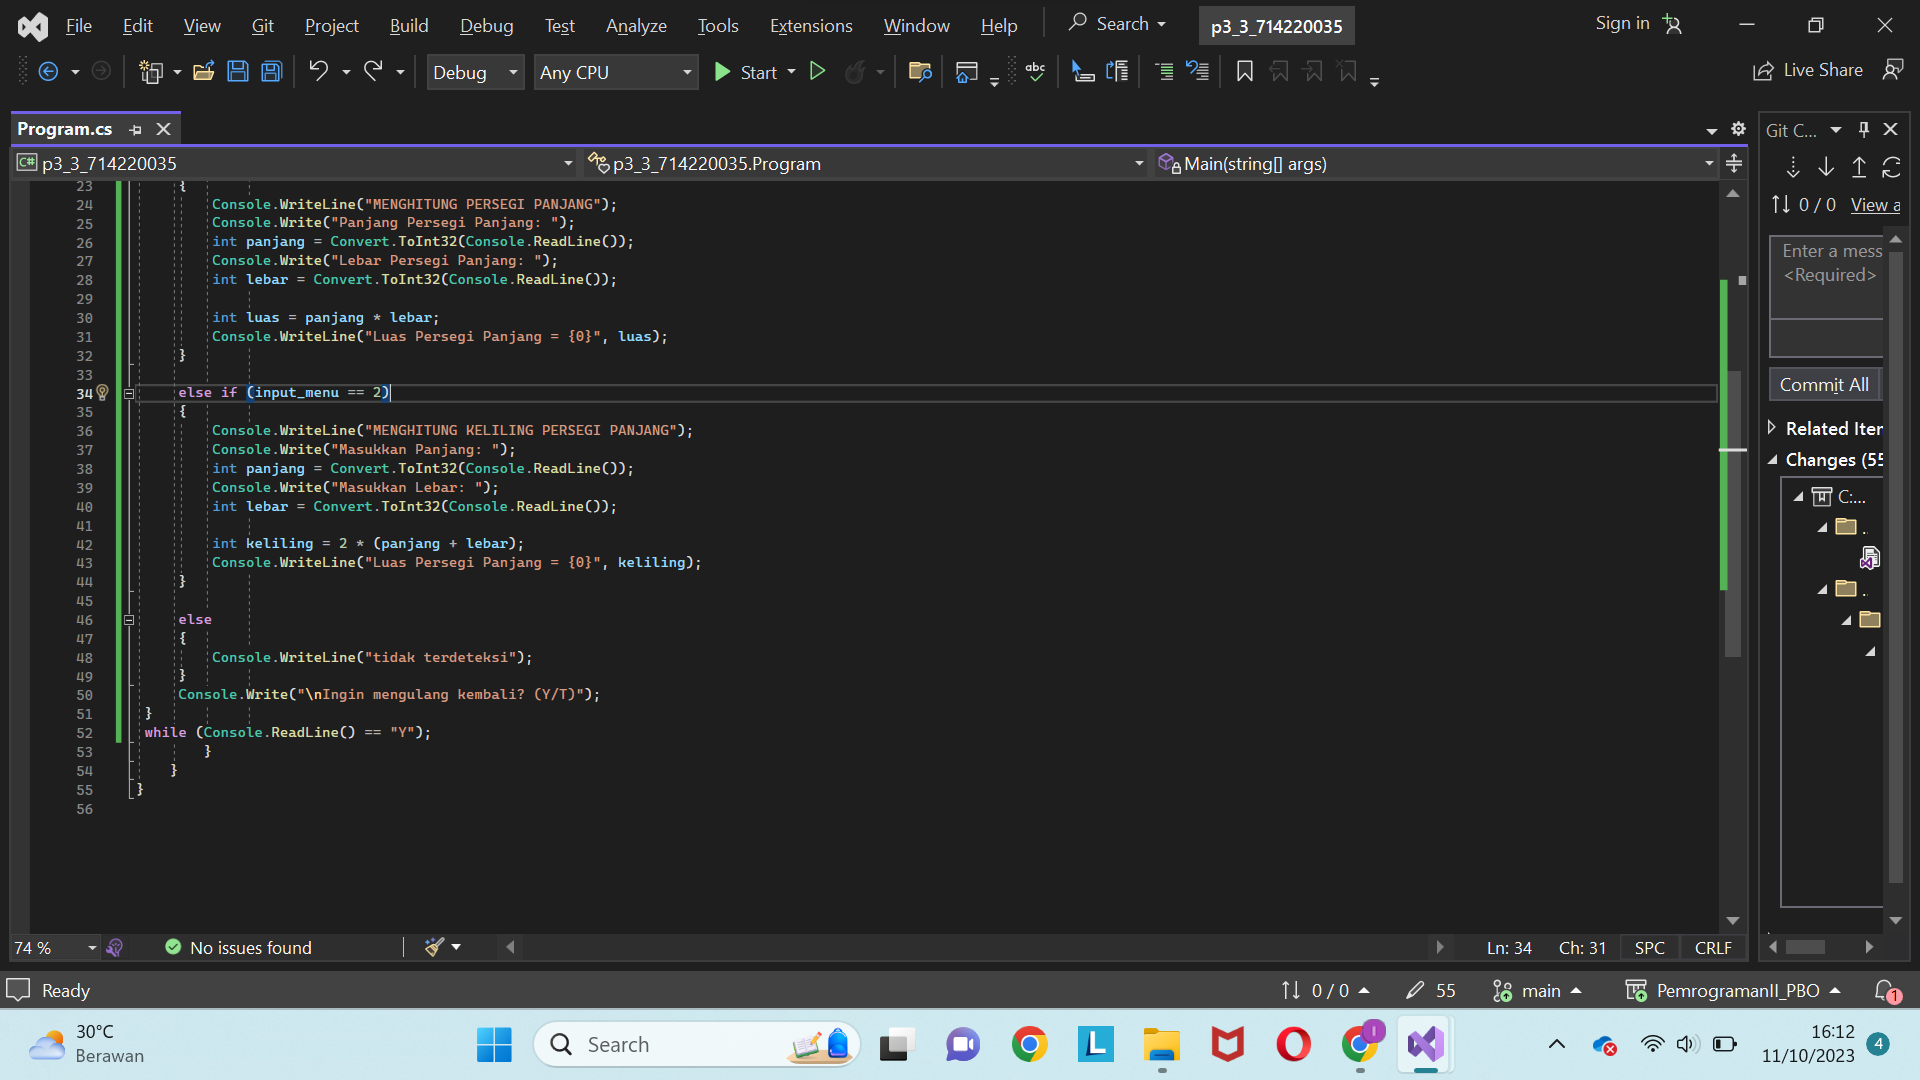 File Edit View Git Project Build Debug Test Analyze Tools Extensions Window Help Search p3_3_714220035 Sign in
Debug Any CPU Start Live Share
Program.cs
Git C...
p3_3_714220035 p3_3_714220035.Program Main(string[] args)
0 / 0 View a
Enter a mess
<Required>
Commit All
Related Iter
Changes (55
C:...
..
..
23 {
24 Console.WriteLine("MENGHITUNG PERSEGI PANJANG");
25 Console.Write("Panjang Persegi Panjang: ");
26 int panjang = Convert.ToInt32(Console.ReadLine());
27 Console.Write("Lebar Persegi Panjang: ");
28 int lebar = Convert.ToInt32(Console.ReadLine());
29
30 int luas = panjang * lebar;
31 Console.WriteLine("Luas Persegi Panjang = {0}", luas);
32 }
33
34 else if (input_menu == 2)
35 {
36 Console.WriteLine("MENGHITUNG KELILING PERSEGI PANJANG");
37 Console.Write("Masukkan Panjang: ");
38 int panjang = Convert.ToInt32(Console.ReadLine());
39 Console.Write("Masukkan Lebar: ");
40 int lebar = Convert.ToInt32(Console.ReadLine());
41
42 int keliling = 2 * (panjang + lebar);
43 Console.WriteLine("Luas Persegi Panjang = {0}", keliling);
44 }
45
46 else
47 {
48 Console.WriteLine("tidak terdeteksi");
49 }
50 Console.Write("\nIngin mengulang kembali? (Y/T)");
51 }
52 while (Console.ReadLine() == "Y");
53 }
54 }
55 }
56
74 % No issues found Ln: 34 Ch: 31 SPC CRLF
Ready 0 / 0 55 main PemrogramanII_PBO 1
30°C
Berawan
Search
16:12
11/10/2023
4